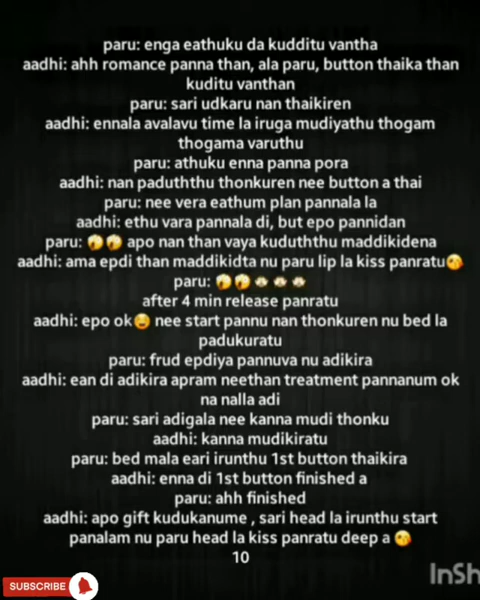 paru: enga eathuku da kudditu vantha
aadhi: ahh romance panna than, ala paru, button thaika than
kuditu vanthan
paru: sari udkaru nan thaikiren
aadhi: ennala avalavu time la iruga mudiyathu thogam
thogama varuthu
paru: athuku enna panna pora
aadhi: nan paduththu thonkuren nee button a thai
paru: nee vera eathum plan pannala la
aadhi: ethu vara pannala di, but epo pannidan
paru: 😱😱 apo nan than vaya kuduththu maddikidena
aadhi: ama epdi than maddikidta nu paru lip la kiss panratu😘
paru: 😱😱🙈🙈🙈
after 4 min release panratu
aadhi: epo ok😂 nee start pannu nan thonkuren nu bed la
padukuratu
paru: frud epdiya pannuva nu adikira
aadhi: ean di adikira apram neethan treatment pannanum ok
na nalla adi
paru: sari adigala nee kanna mudi thonku
aadhi: kanna mudikiratu
paru: bed mala eari irunthu 1st button thaikira
aadhi: enna di 1st button finished a
paru: ahh finished
aadhi: apo gift kudukanume , sari head la irunthu start
panalam nu paru head la kiss panratu deep a 😘
10
InSh
SUBSCRIBE